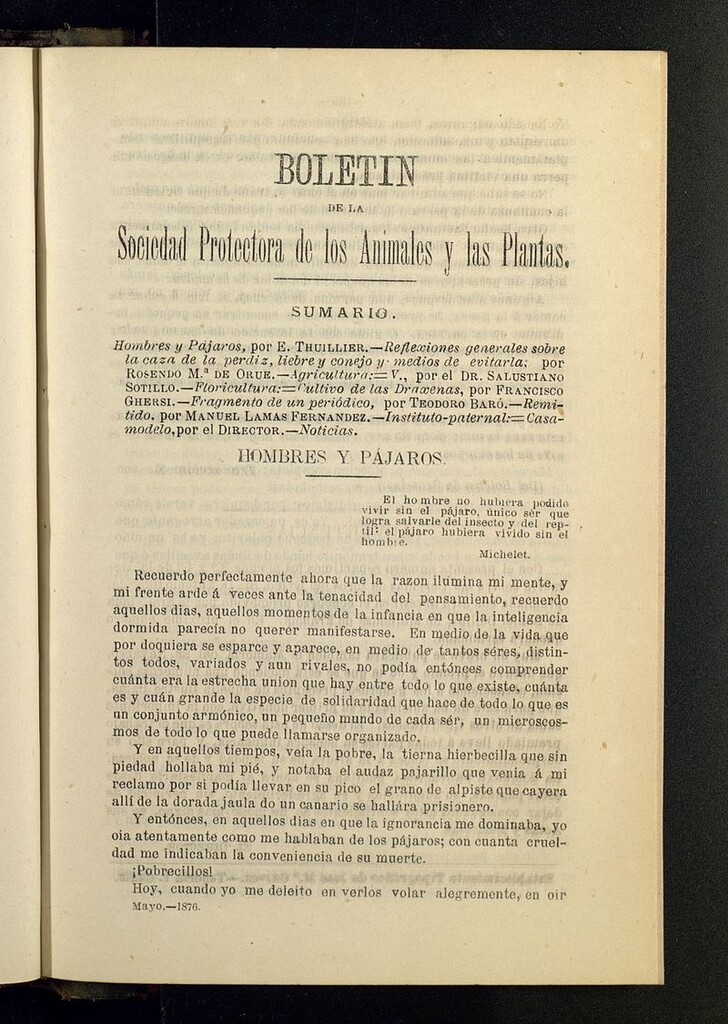 BOLETIN
DE LA
Sociedad Protectora de los Animales y las Plantas.
SUMARIO.
Hombres y Pájaros, por E. THUILLIER.—Reflexiones generales sobre
la caza de la perdiz, liebre y conejo y medios de evitarla; por
ROSENDO M.ª DE ORUE.—Agricultura:=V., por el DR. SALUSTIANO
SOTILLO.—Floricultura:=Cultivo de las Draxenas, por FRANCISCO
GHERSI.—Fragmento de un periódico, por TEODORO BARÓ.—Remi-
tido, por MANUEL LAMAS FERNANDEZ.—Instituto-paternal:=Casa-
modelo,por el DIRECTOR.—Noticias.
HOMBRES Y PÁJAROS.
El hombre no hubiera podido
vivir sin el pájaro, único sér que
logra salvarle del insecto y del rep-
til: el pájaro hubiera vivido sin el
hombre.
Michelet.
Recuerdo perfectamente ahora que la razon ilumina mi mente, y
mi frente arde á veces ante la tenacidad del pensamiento, recuerdo
aquellos dias, aquellos momentos de la infancia en que la inteligencia
dormida parecía no querer manifestarse. En medio de la vida que
por doquiera se esparce y aparece, en medio de tantos séres, distin-
tos todos, variados y aun rivales, no podía entónces comprender
cuánta era la estrecha union que hay entre todo lo que existe, cuánta
es y cuán grande la especie de solidaridad que hace de todo lo que es
un conjunto armónico, un pequeño mundo de cada sér, un microscos-
mos de todo lo que puede llamarse organizado.
Y en aquellos tiempos, veía la pobre, la tierna hierbecilla que sin
piedad hollaba mi pié, y notaba el audaz pajarillo que venia á mi
reclamo por si podía llevar en su pico el grano de alpiste que cayera
allí de la dorada jaula do un canario se hallára prisionero.
Y entónces, en aquellos dias en que la ignorancia me dominaba, yo
oia atentamente como me hablaban de los pájaros; con cuanta cruel-
dad me indicaban la conveniencia de su muerte.
¡Pobrecillos!
Hoy, cuando yo me deleito en verlos volar alegremente, en oir
Mayo.—1876.